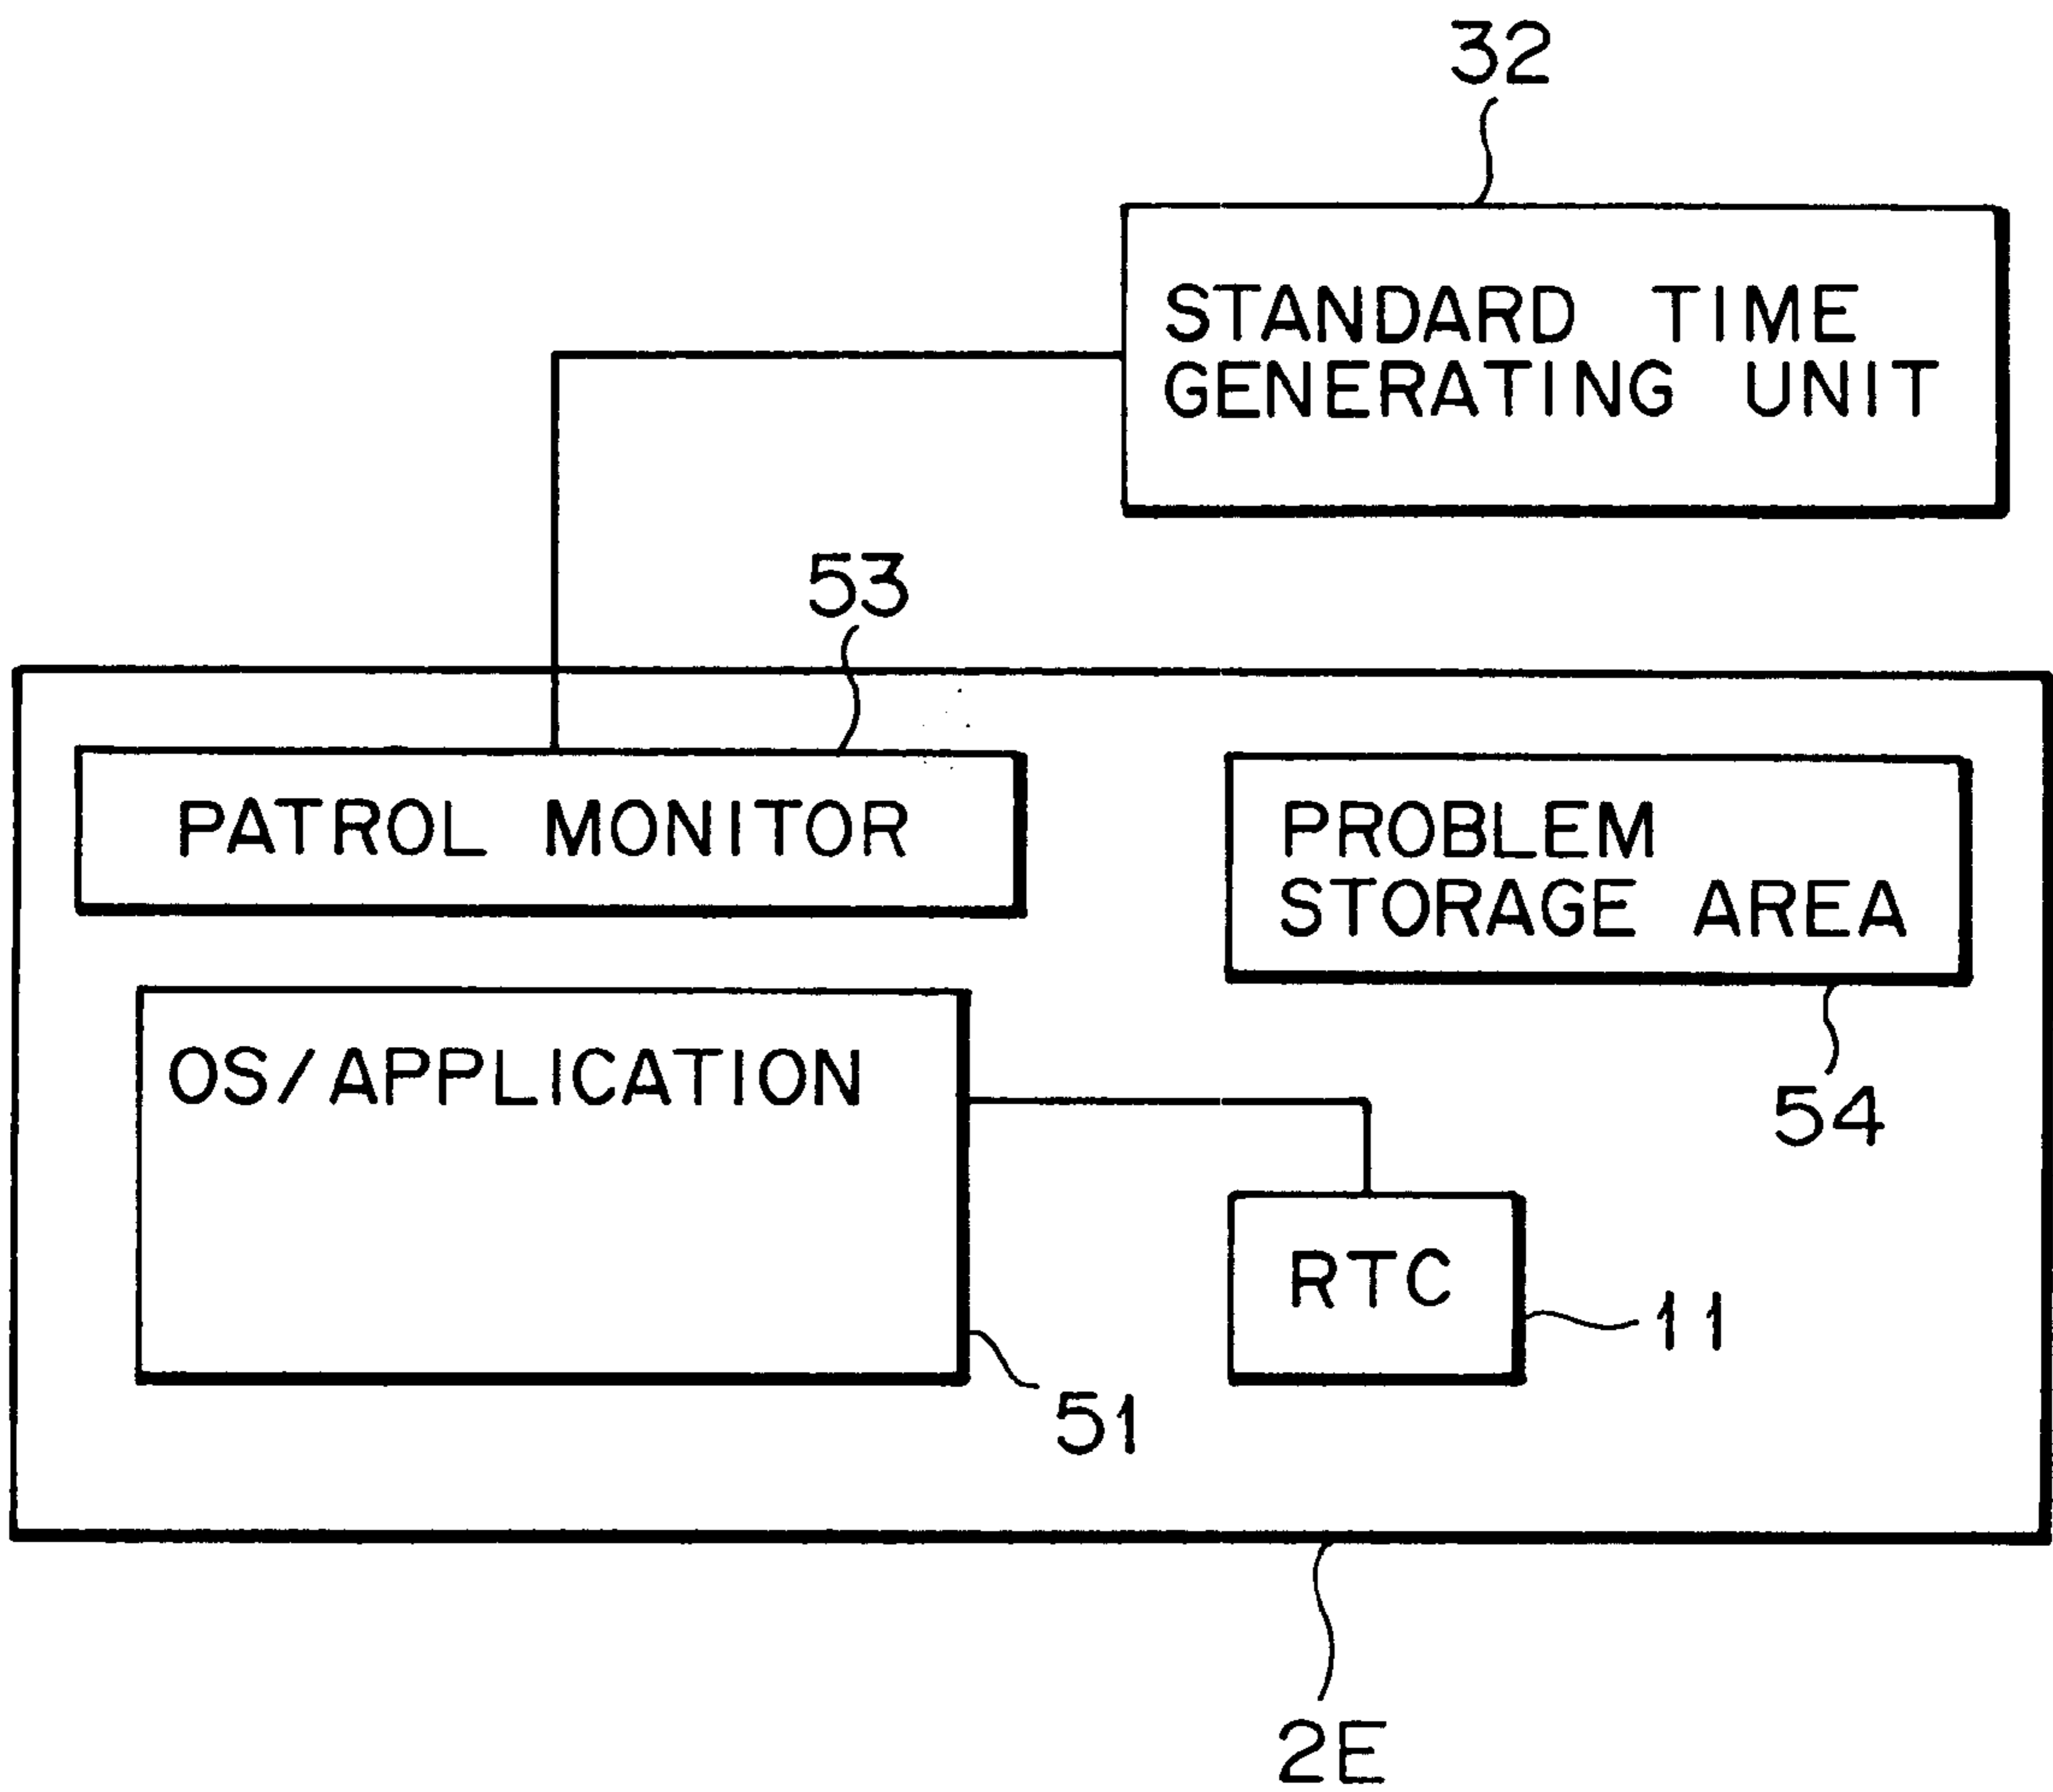 32
STANDARD TIME
GENERATING UNIT
53
PATROL MONITOR
PROBLEM
STORAGE AREA
OS/APPLICATION
54
RTC
11
51
2E